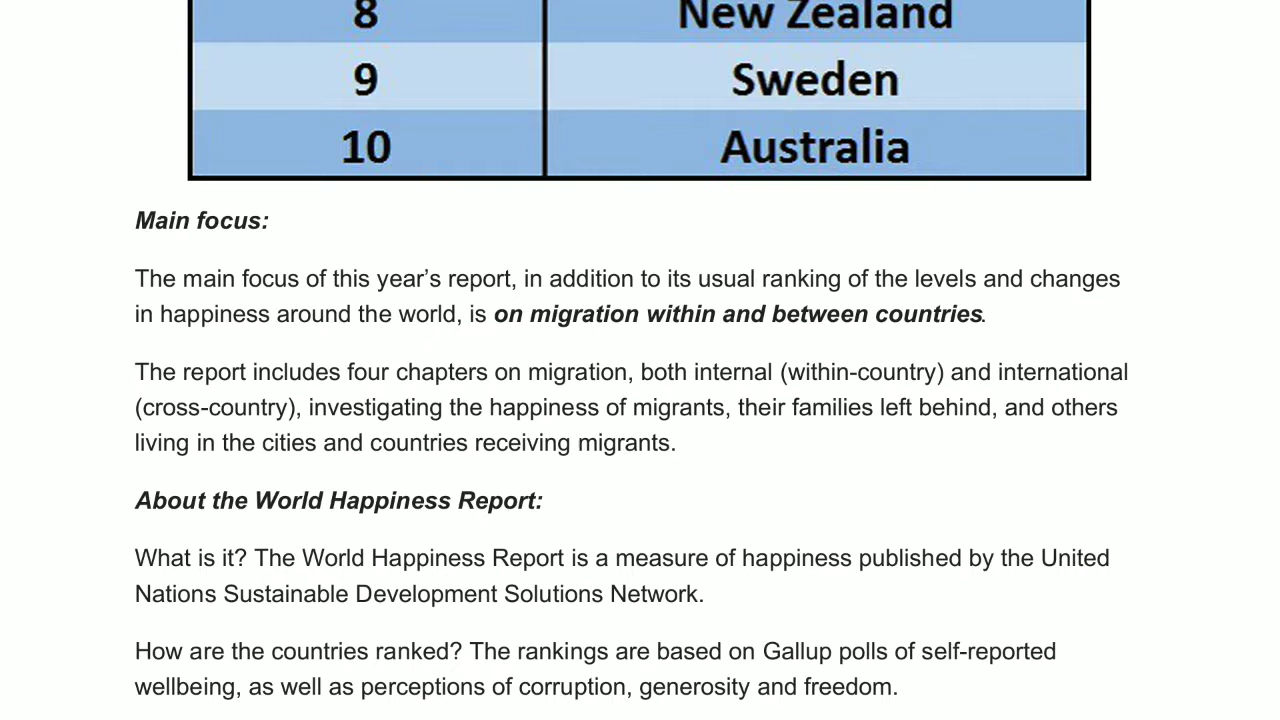 8 New Zealand
9 Sweden
10 Australia
Main focus:
The main focus of this year’s report, in addition to its usual ranking of the levels and changes
in happiness around the world, is on migration within and between countries.
The report includes four chapters on migration, both internal (within-country) and international
(cross-country), investigating the happiness of migrants, their families left behind, and others
living in the cities and countries receiving migrants.
About the World Happiness Report:
What is it? The World Happiness Report is a measure of happiness published by the United
Nations Sustainable Development Solutions Network.
How are the countries ranked? The rankings are based on Gallup polls of self-reported
wellbeing, as well as perceptions of corruption, generosity and freedom.